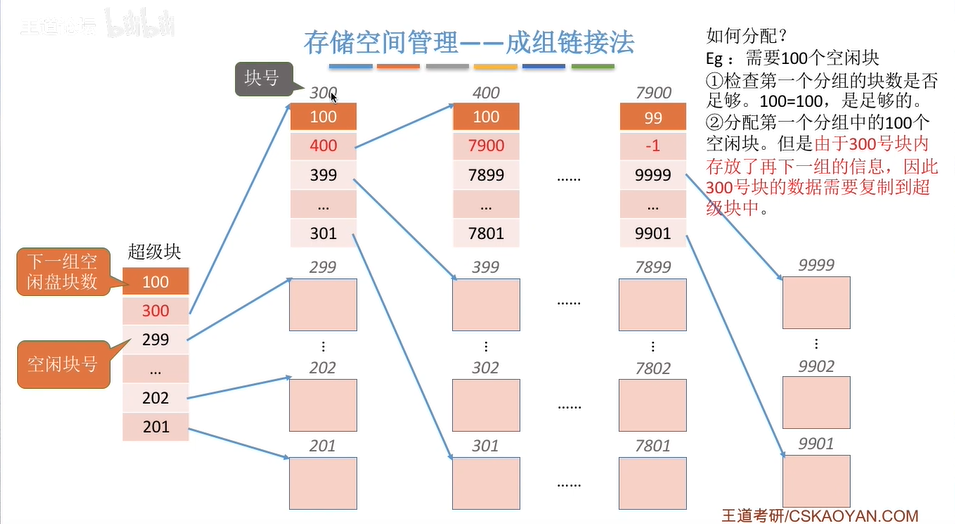 王道论坛 bilibili
存储空间管理——成组链接法
如何分配？
Eg：需要100个空闲块
①检查第一个分组的块数是否
足够。100=100，是足够的。
②分配第一个分组中的100个
空闲块。但是由于300号块内
存放了再下一组的信息，因此
300号块的数据需要复制到超
级块中。
块号
300
100
400
399
...
301
400
100
7900
7899
...
7801
......
7900
99
-1
9999
...
9901
超级块
下一组空
闲盘块数
空闲块号
100
300
299
...
202
201
299
399
......
7899
9999
202
302
......
7802
9902
201
301
......
7801
9901
王道考研/CSKAOYAN.COM